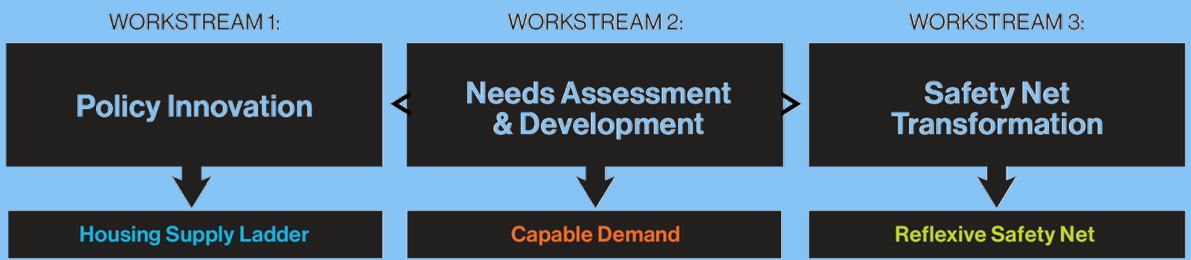 WORKSTREAM 1:
WORKSTREAM 2:
WORKSTREAM 3:
Policy Innovation
Needs Assessment
& Development
Safety Net
Transformation
Housing Supply Ladder
Capable Demand
Reflexive Safety Net